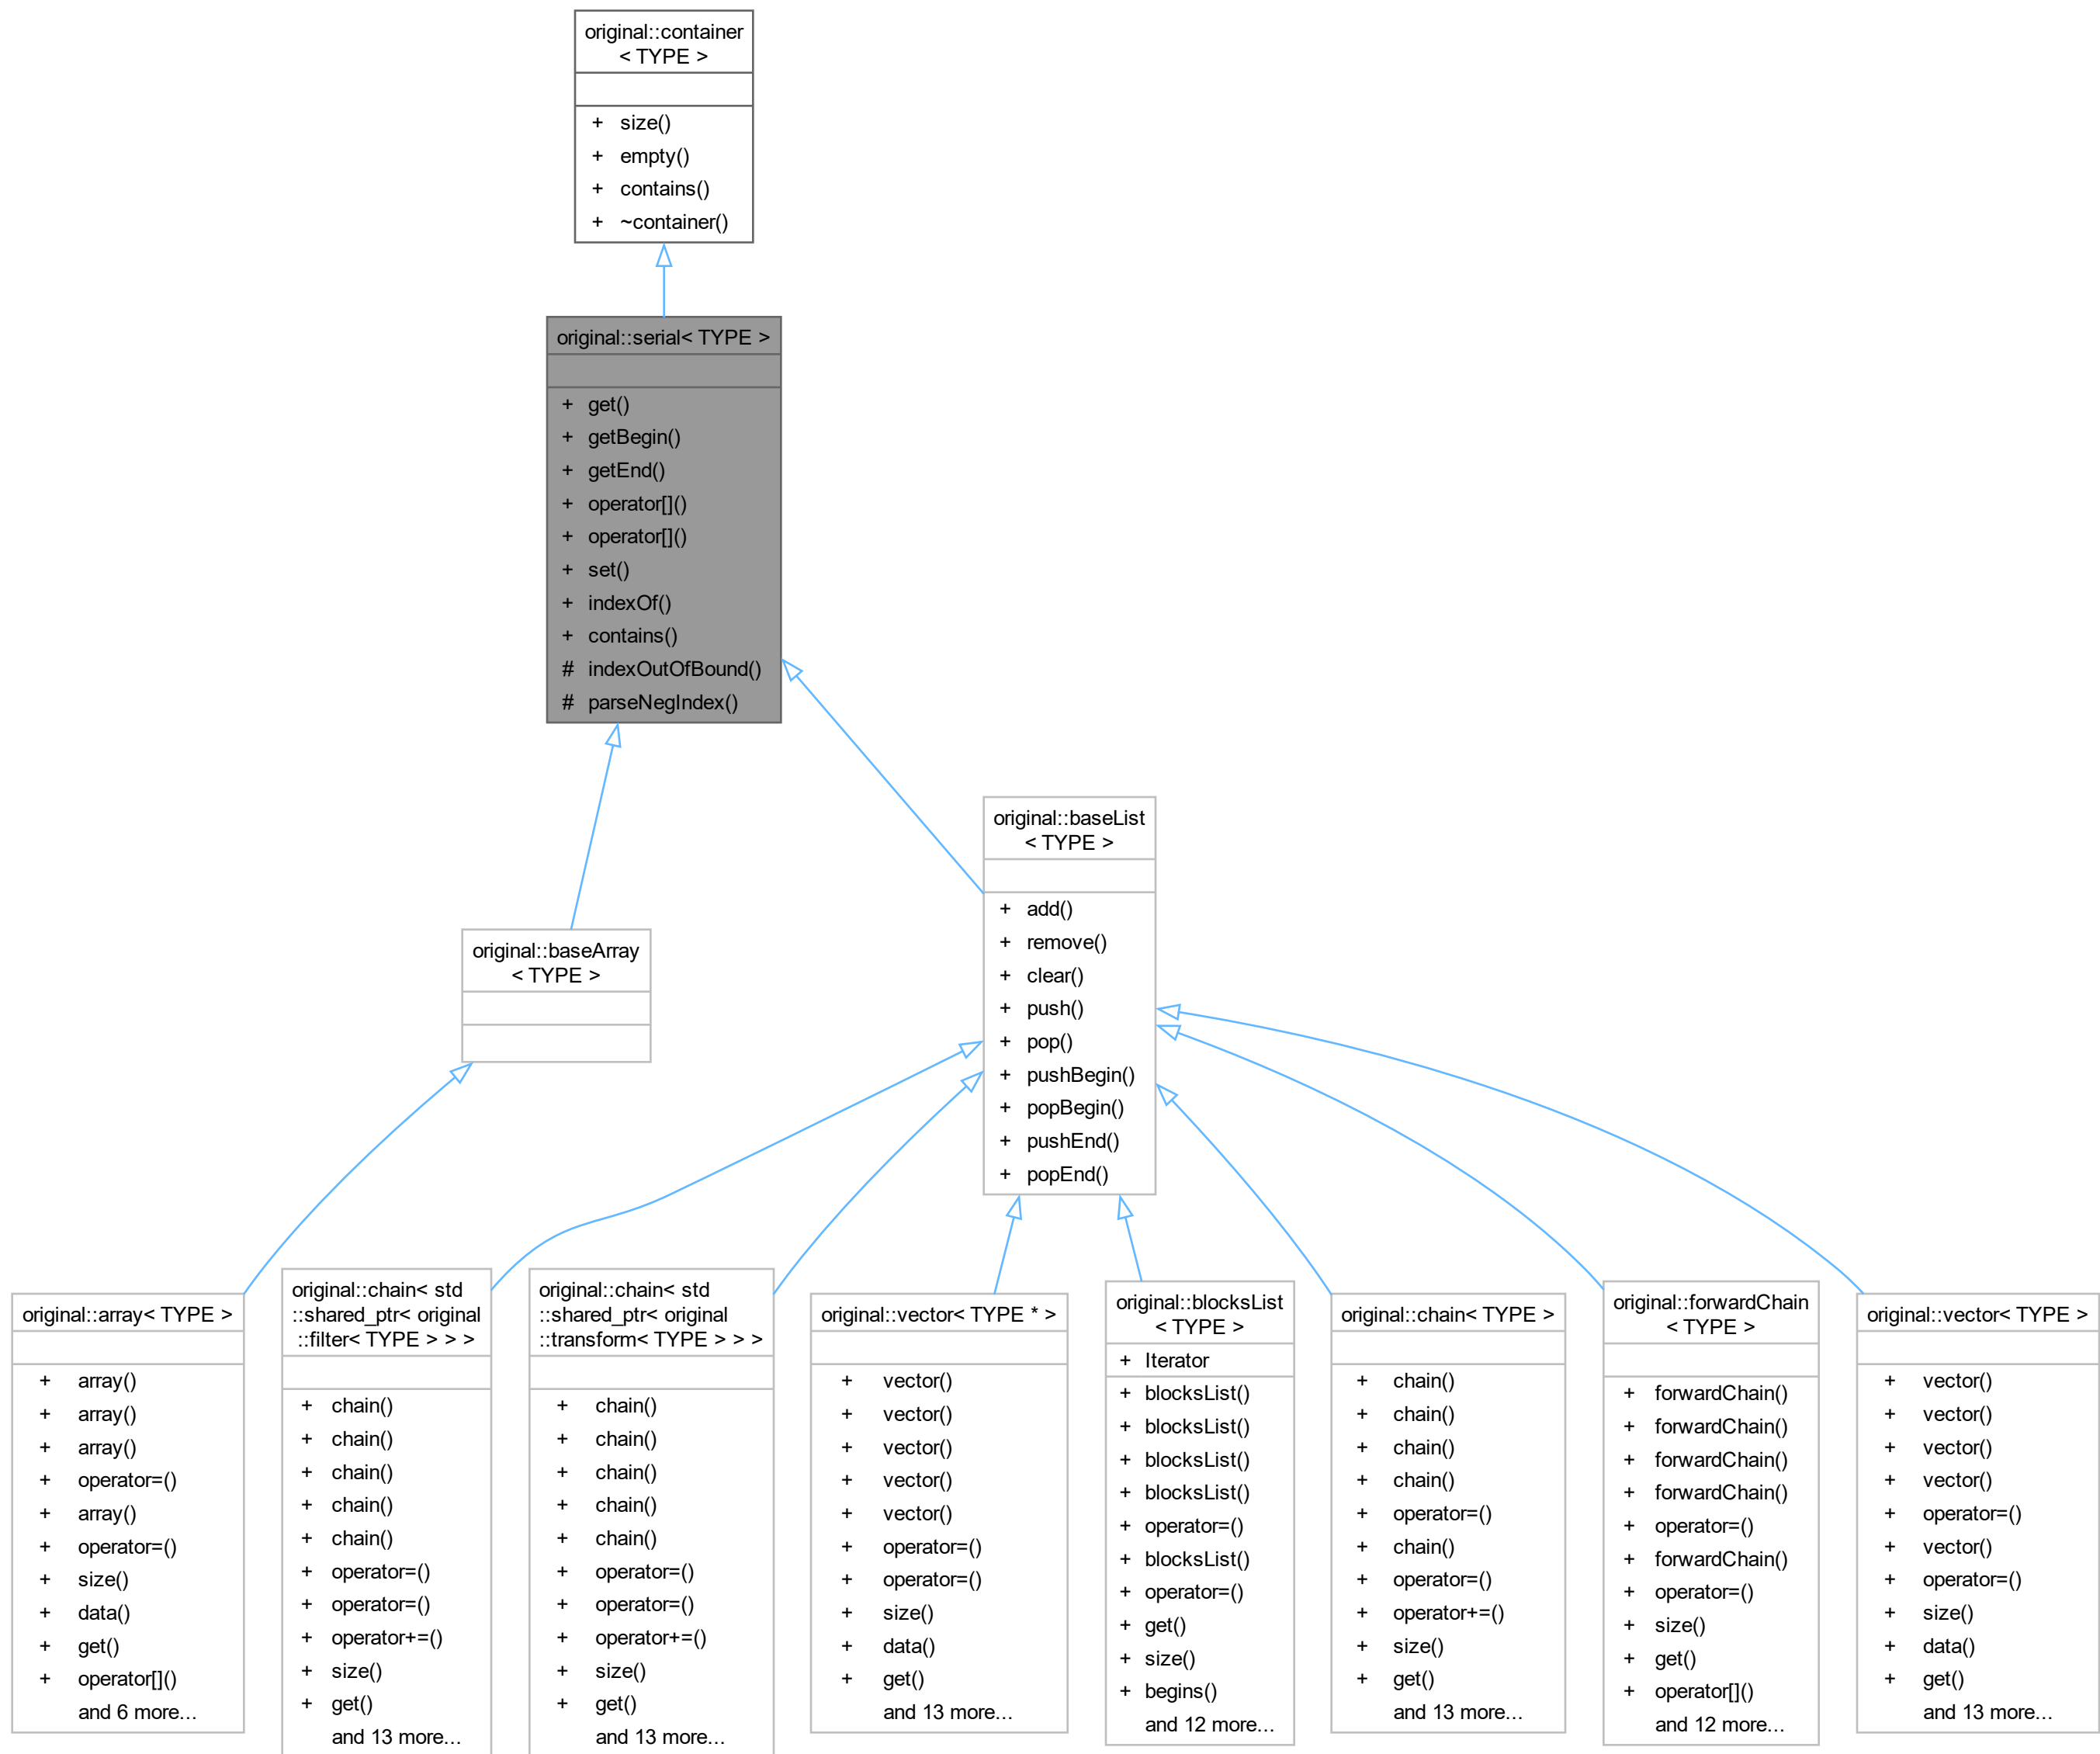 original::container
< TYPE >
+ size()
+ empty()
+ contains()
+ ~container()
original::serial< TYPE >
+ get()
+ getBegin()
+ getEnd()
+ operator[]()
+ operator[]()
+ set()
+ indexOf()
+ contains()
# indexOutOfBound()
# parseNegIndex()
original::baseList
< TYPE >
+ add()
+ remove()
+ clear()
+ push()
+ pop()
+ pushBegin()
+ popBegin()
+ pushEnd()
+ popEnd()
original::baseArray
< TYPE >
original::array< TYPE >
+ array()
+ array()
+ array()
+ operator=()
+ array()
+ operator=()
+ size()
+ data()
+ get()
+ operator[]()
and 6 more...
original::chain< std
::shared_ptr< original
::filter< TYPE > > >
+ chain()
+ chain()
+ chain()
+ chain()
+ chain()
+ operator=()
+ operator=()
+ operator+=()
+ size()
+ get()
and 13 more...
original::chain< std
::shared_ptr< original
::transform< TYPE > > >
+ chain()
+ chain()
+ chain()
+ chain()
+ chain()
+ operator=()
+ operator=()
+ operator+=()
+ size()
+ get()
and 13 more...
original::vector< TYPE * >
+ vector()
+ vector()
+ vector()
+ vector()
+ vector()
+ operator=()
+ operator=()
+ size()
+ data()
+ get()
and 13 more...
original::blocksList
< TYPE >
+ Iterator
+ blocksList()
+ blocksList()
+ blocksList()
+ blocksList()
+ operator=()
+ blocksList()
+ operator=()
+ get()
+ size()
+ begins()
and 12 more...
original::chain< TYPE >
+ chain()
+ chain()
+ chain()
+ chain()
+ operator=()
+ chain()
+ operator=()
+ operator+=()
+ size()
+ get()
and 13 more...
original::forwardChain
< TYPE >
+ forwardChain()
+ forwardChain()
+ forwardChain()
+ forwardChain()
+ operator=()
+ forwardChain()
+ operator=()
+ size()
+ get()
+ operator[]()
and 12 more...
original::vector< TYPE >
+ vector()
+ vector()
+ vector()
+ vector()
+ operator=()
+ vector()
+ operator=()
+ size()
+ data()
+ get()
and 13 more...